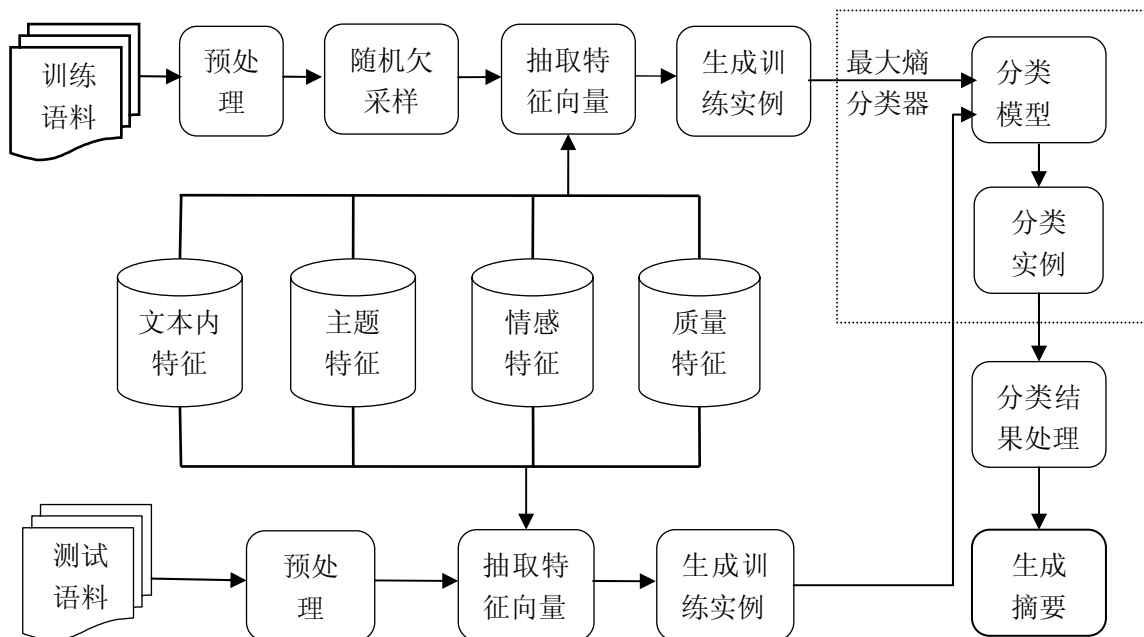 训练
语料
预处
理
随机欠
采样
抽取特
征向量
生成训
练实例
最大熵
分类器
分类
模型
分类
实例
文本内
特征
主题
特征
情感
特征
质量
特征
分类结
果处理
测试
语料
预处
理
抽取特
征向量
生成训
练实例
生成
摘要